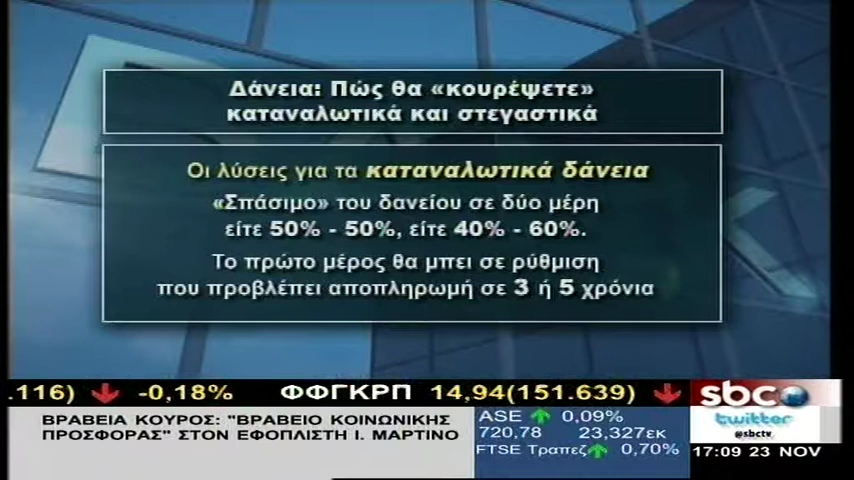 Δάνεια: Πώς θα «κουρέψετε»
καταναλωτικά και στεγαστικά
Οι λύσεις για τα καταναλωτικά δάνεια
«Σπάσιμο» του δανείου σε δύο μέρη
είτε 50% - 50%, είτε 40% - 60%.
Το πρώτο μέρος θα μπει σε ρύθμιση
που προβλέπει αποπληρωμή σε 3 ή 5 χρόνια
.116) -0,18% ΦΦΓΚΡΠ 14,94(151.639)
sbc
ΒΡΑΒΕΙΑ ΚΟΥΡΟΣ: "ΒΡΑΒΕΙΟ ΚΟΙΝΩΝΙΚΗΣ
ΠΡΟΣΦΟΡΑΣ" ΣΤΟΝ ΕΦΟΠΛΙΣΤΗ Ι. ΜΑΡΤΙΝΟ
ASE 0,09%
720,78 23,327εκ
FTSE Τραπεζ 0,70%
twitter
@sbctv
17:09 23 NOV